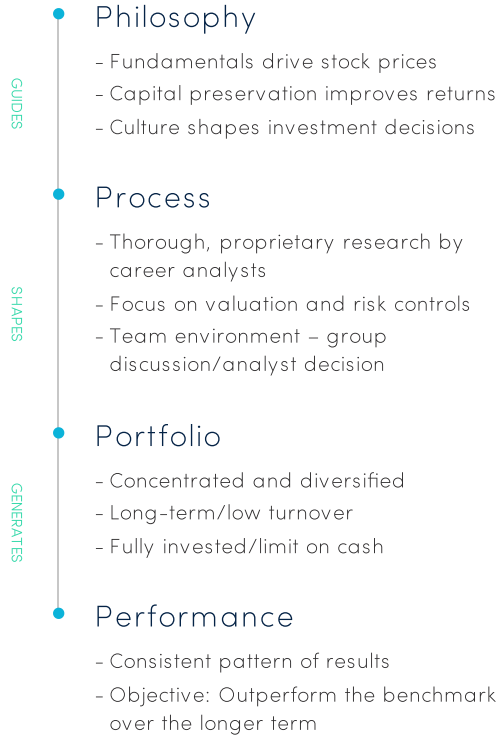 Philosophy
- Fundamentals drive stock prices
- Capital preservation improves returns
- Culture shapes investment decisions
GUIDES
Process
- Thorough, proprietary research by
career analysts
- Focus on valuation and risk controls
- Team environment – group
discussion/analyst decision
SHAPES
Portfolio
- Concentrated and diversified
- Long-term/low turnover
- Fully invested/limit on cash
GENERATES
Performance
- Consistent pattern of results
- Objective: Outperform the benchmark
over the longer term